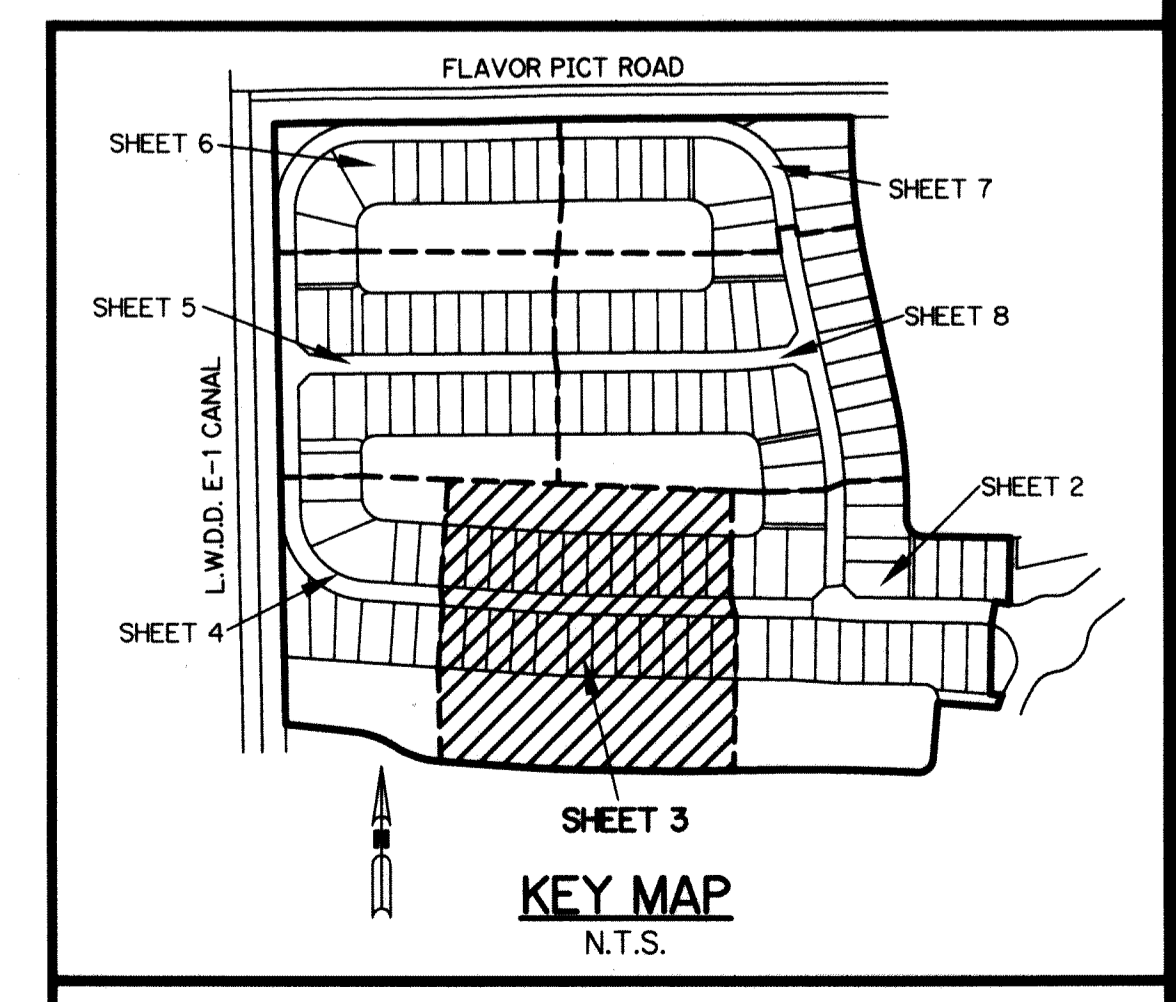 FLAVOR PICT ROAD
SHEET 6
SHEET 7
SHEET 5
SHEET 8
L.W.D.D. E-1 CANAL
SHEET 2
SHEET 4
SHEET 3
N
KEY MAP
N.T.S.